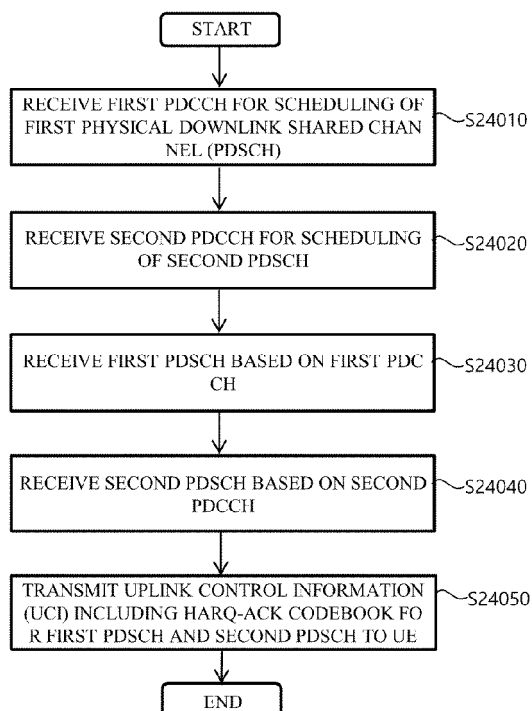 START
RECEIVE FIRST PDCCH FOR SCHEDULING OF
FIRST PHYSICAL DOWNLINK SHARED CHAN
NEL (PDSCH)
S24010
RECEIVE SECOND PDCCH FOR SCHEDULING
OF SECOND PDSCH
S24020
RECEIVE FIRST PDSCH BASED ON FIRST PDC
CH
S24030
RECEIVE SECOND PDSCH BASED ON SECOND
PDCCH
S24040
TRANSMIT UPLINK CONTROL INFORMATION
(UCI) INCLUDING HARQ-ACK CODEBOOK FO
R FIRST PDSCH AND SECOND PDSCH TO UE
S24050
END